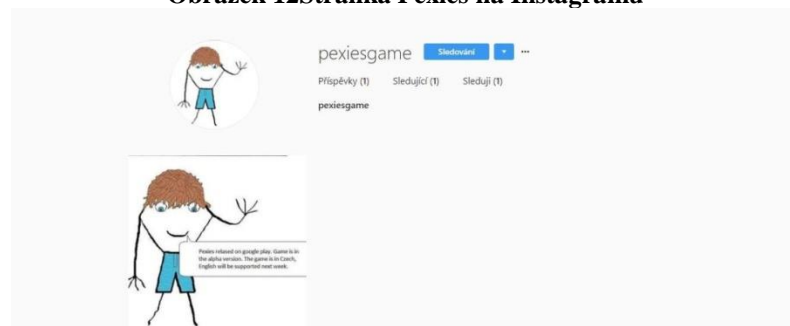 Obrázek 12Stránka Pexies na Instagramu
pexiesgame Sledování ...
Příspěvky (1) Sledující (1) Sleduji (1)
pexiesgame
Pexies relased on google play. Game is in
the alpha version. The game is in Czech,
English will be supported next week.